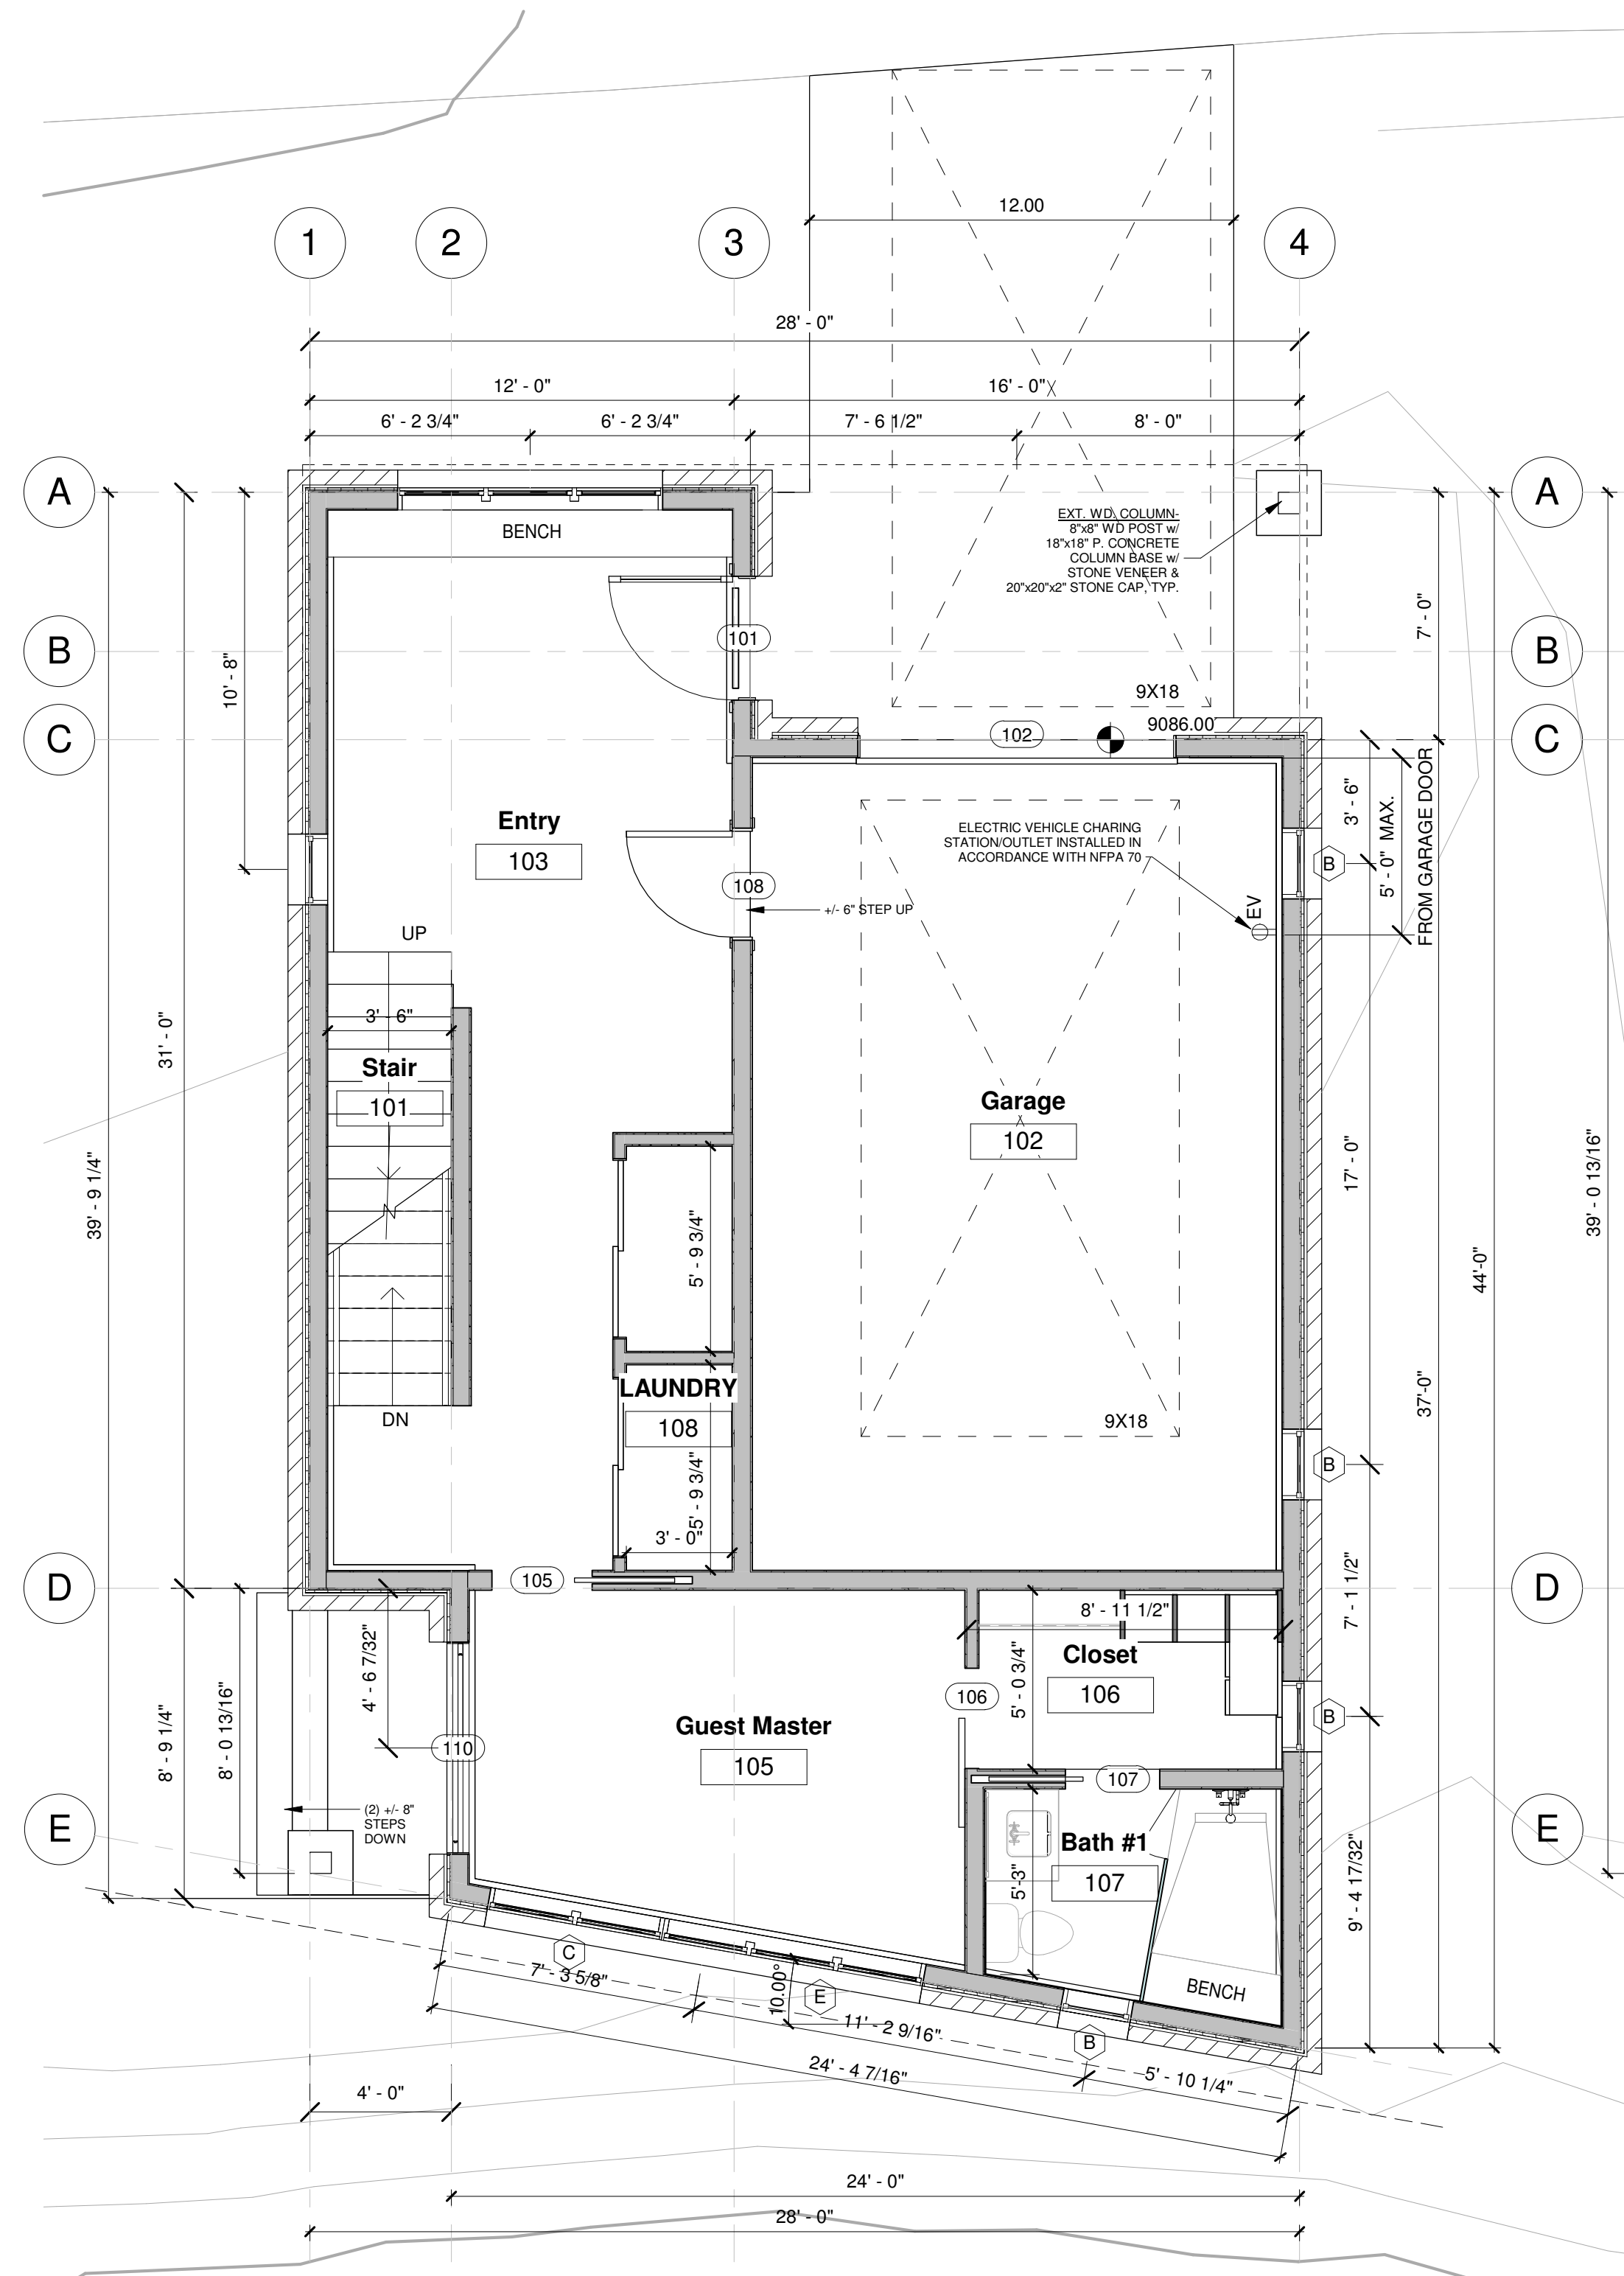 12.00
1
2
3
4
28' - 0"
12' - 0"
16' - 0"
6' - 2 3/4"
6' - 2 3/4"
7' - 6 1/2"
8' - 0"
A
A
BENCH
EXT. WD. COLUMN-
8"x8" WD POST w/
18"x18" P. CONCRETE
COLUMN BASE w/
STONE VENEER &
20"x20"x2" STONE CAP, TYP.
7' - 0"
B
101
B
10' - 8"
9X18
9086.00
C
102
C
3' - 6"
5' - 0" MAX.
FROM GARAGE DOOR
Entry
103
ELECTRIC VEHICLE CHARING
STATION/OUTLET INSTALLED IN
ACCORDANCE WITH NFPA 70
B
108
+/- 6" STEP UP
EV
UP
3' - 6"
31' - 0"
Stair
101
Garage
102
39' - 9 1/4"
17' - 0"
39' - 0 13/16"
5' - 9 3/4"
44'-0"
LAUNDRY
108
37'-0"
DN
9X18
B
5' - 9 3/4"
3' - 0"
D
105
D
7' - 1 1/2"
8' - 11 1/2"
4' - 6 7/32"
Closet
106
106
5' - 0 3/4"
8' - 9 1/4"
8' - 0 13/16"
Guest Master
105
110
B
107
(2) +/- 8"
STEPS
DOWN
E
E
Bath #1
107
5'-3"
9' - 4 17/32"
C
7' - 3 5/8"
10.00°
E
BENCH
11' - 2 9/16"
B
24' - 4 7/16"
5' - 10 1/4"
4' - 0"
24' - 0"
28' - 0"